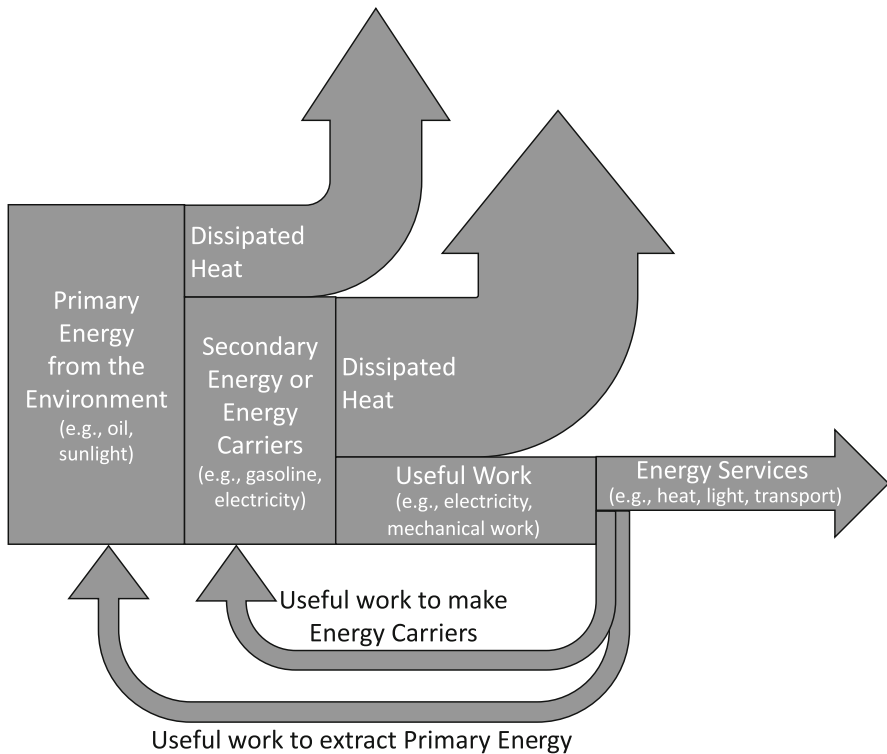 Dissipated
Heat
Primary
Energy
from the
Environment
(e.g., oil,
sunlight)
Secondary
Energy or
Energy
Carriers
(e.g., gasoline,
electricity)
Dissipated
Heat
Useful Work
(e.g., electricity,
mechanical work)
Energy Services
(e.g., heat, light, transport)
Useful work to make
Energy Carriers
Useful work to extract Primary Energy